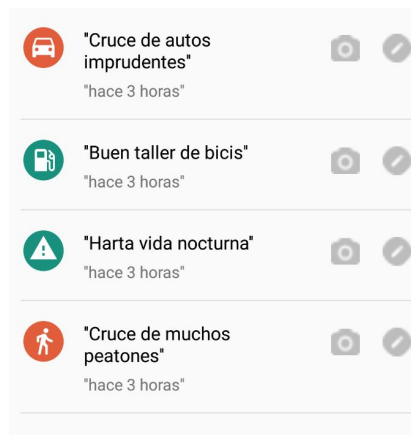 "Cruce de autos
imprudentes"
"hace 3 horas"
"Buen taller de bicis"
"hace 3 horas"
"Harta vida nocturna"
"hace 3 horas"
"Cruce de muchos
peatones"
"hace 3 horas"